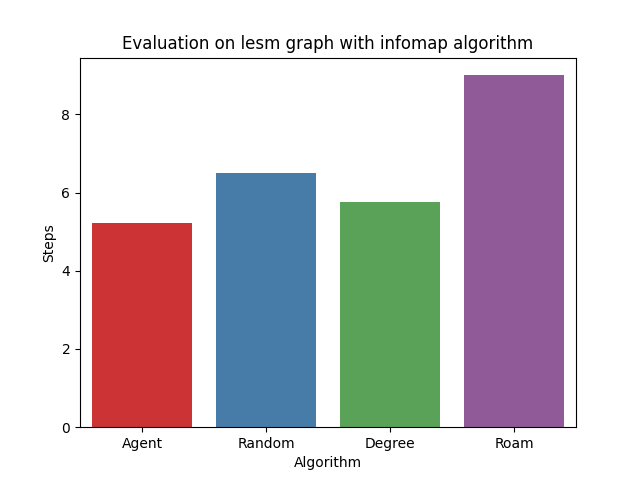 Evaluation on lesm graph with infomap algorithm
8
6
4
2
0
Steps
Agent Random Degree Roam
Algorithm